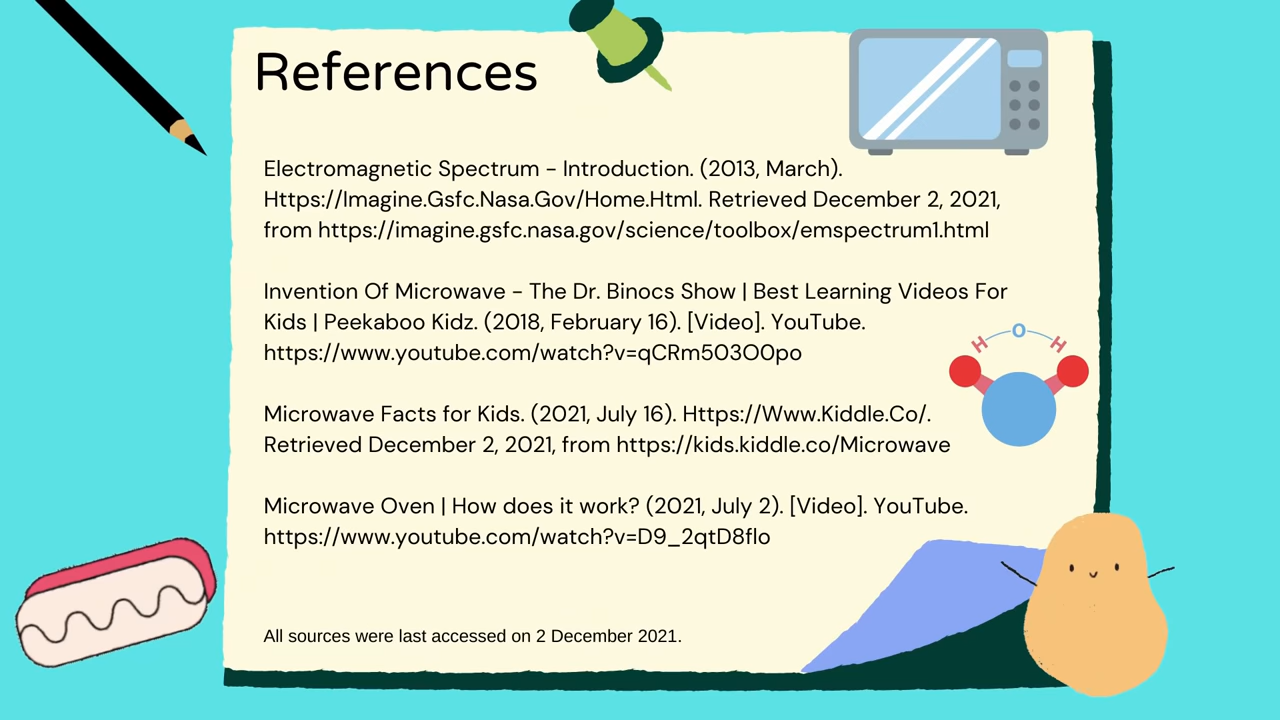 References
Electromagnetic Spectrum - Introduction. (2013, March).
Https://Imagine.Gsfc.Nasa.Gov/Home.Html. Retrieved December 2, 2021,
from https://imagine.gsfc.nasa.gov/science/toolbox/emspectrum1.html
Invention Of Microwave - The Dr. Binocs Show | Best Learning Videos For
Kids | Peekaboo Kidz. (2018, February 16). [Video]. YouTube.
https://www.youtube.com/watch?v=qCRm503O0po
H O H
Microwave Facts for Kids. (2021, July 16). Https://Www.Kiddle.Co/.
Retrieved December 2, 2021, from https://kids.kiddle.co/Microwave
Microwave Oven | How does it work? (2021, July 2). [Video]. YouTube.
https://www.youtube.com/watch?v=D9_2qtD8flo
All sources were last accessed on 2 December 2021.